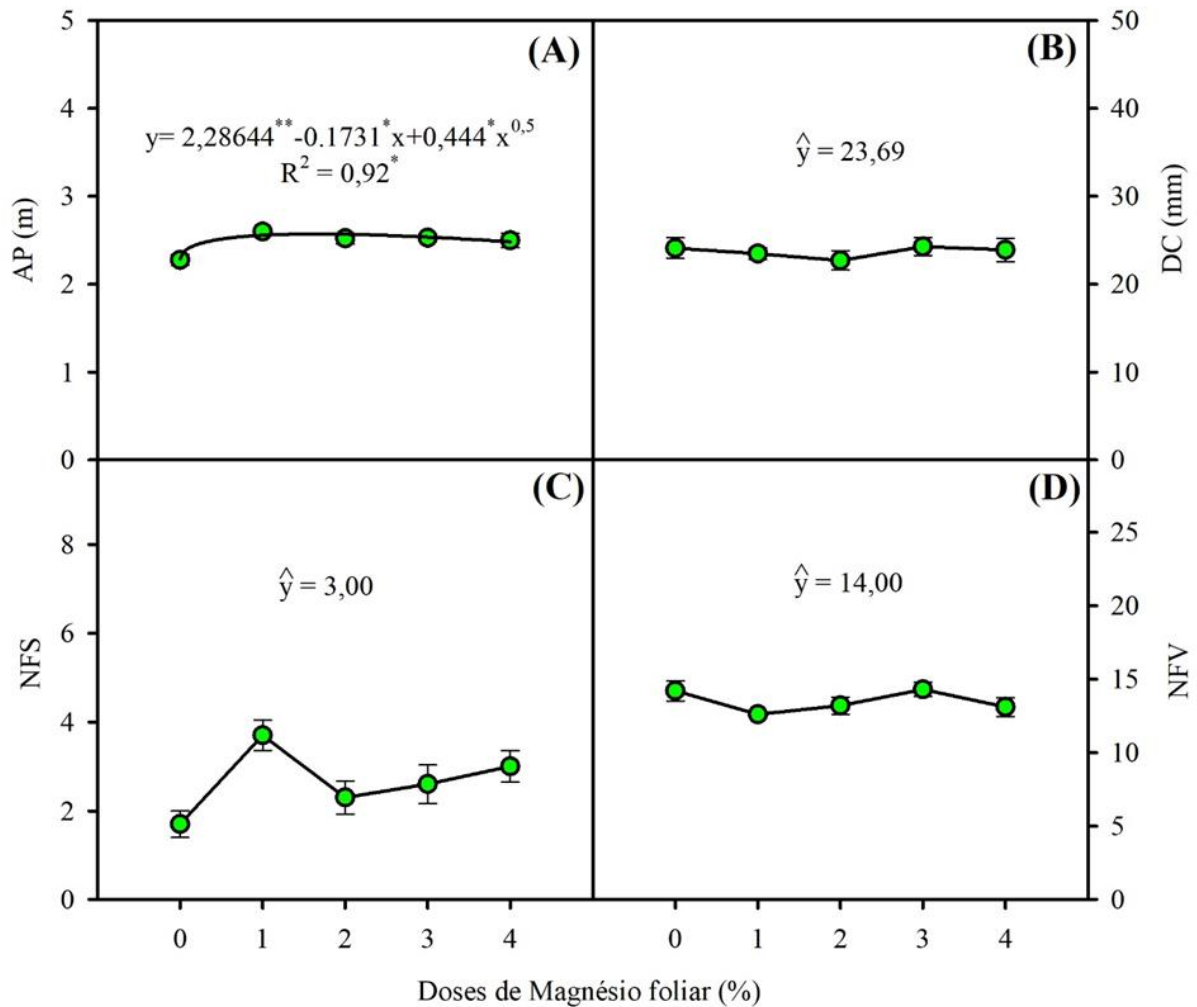 (A)
y= 2,28644**-0.1731*x+0,444*x^0,5
R² = 0,92*
AP (m)
5
4
3
2
1
0
(B)
ŷ = 23,69
DC (mm)
50
40
30
20
10
0
(C)
ŷ = 3,00
NFS
8
6
4
2
0
(D)
ŷ = 14,00
NFV
25
20
15
10
5
0
0 1 2 3 4
0 1 2 3 4
Doses de Magnésio foliar (%)